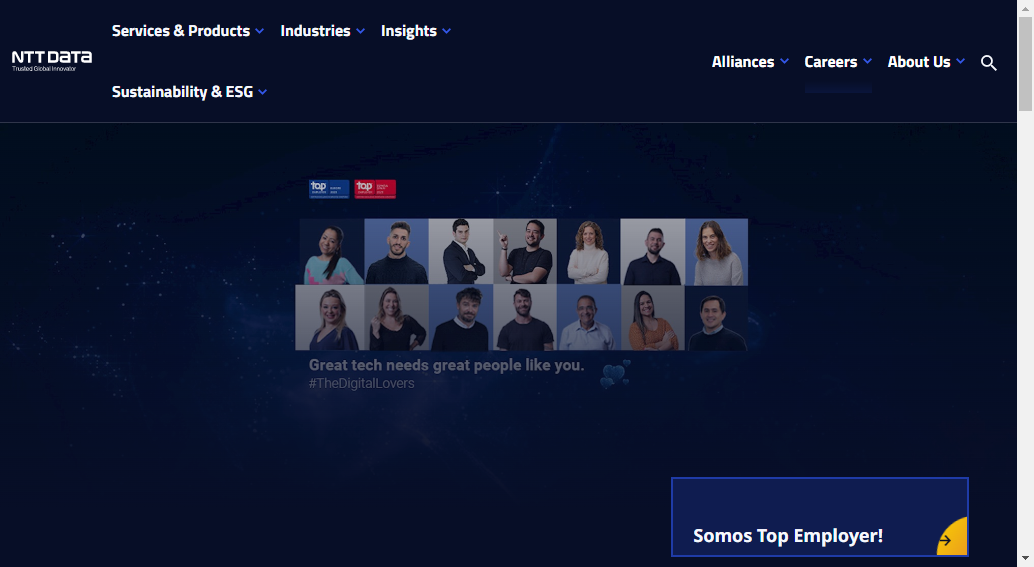 Services & Products
Industries
Insights
NTT DATA
Trusted Global Innovator
Alliances
Careers
About Us
Sustainability & ESG
top
top
Great tech needs great people like you.
#TheDigitalLovers
Somos Top Employer!